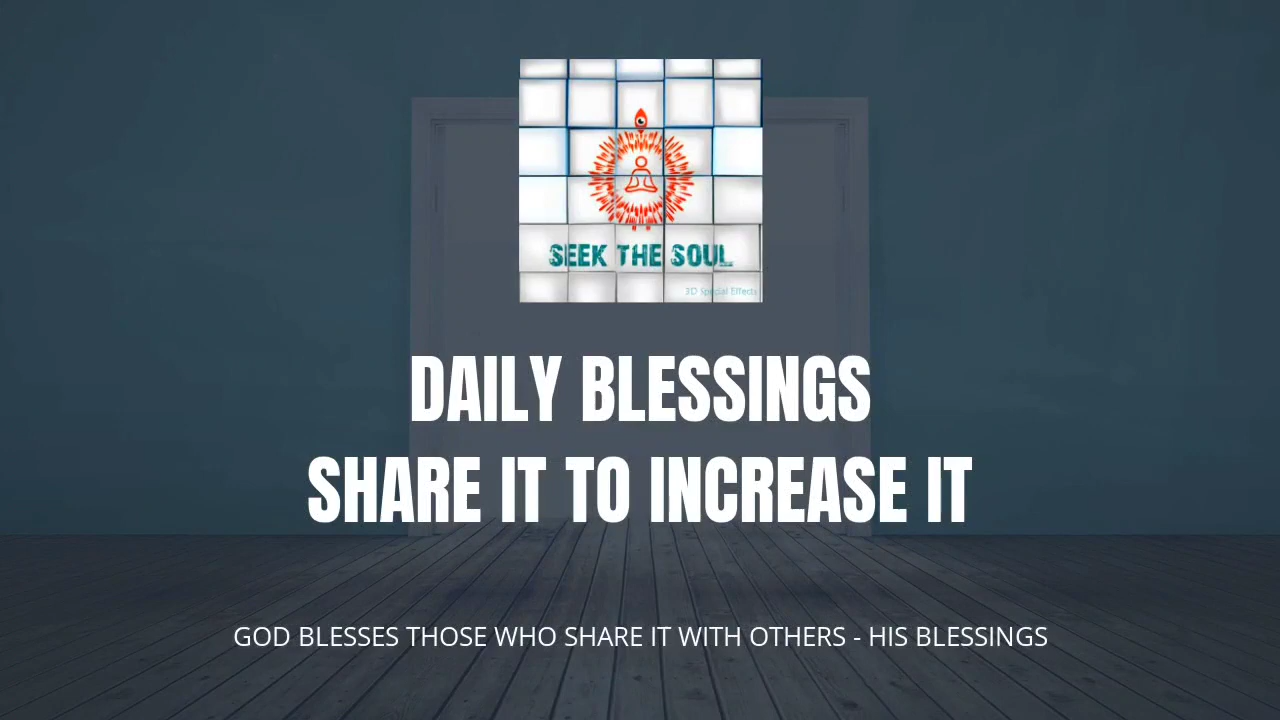 SEEK THE SOUL
3D Special Effects
DAILY BLESSINGS
SHARE IT TO INCREASE IT
GOD BLESSES THOSE WHO SHARE IT WITH OTHERS - HIS BLESSINGS